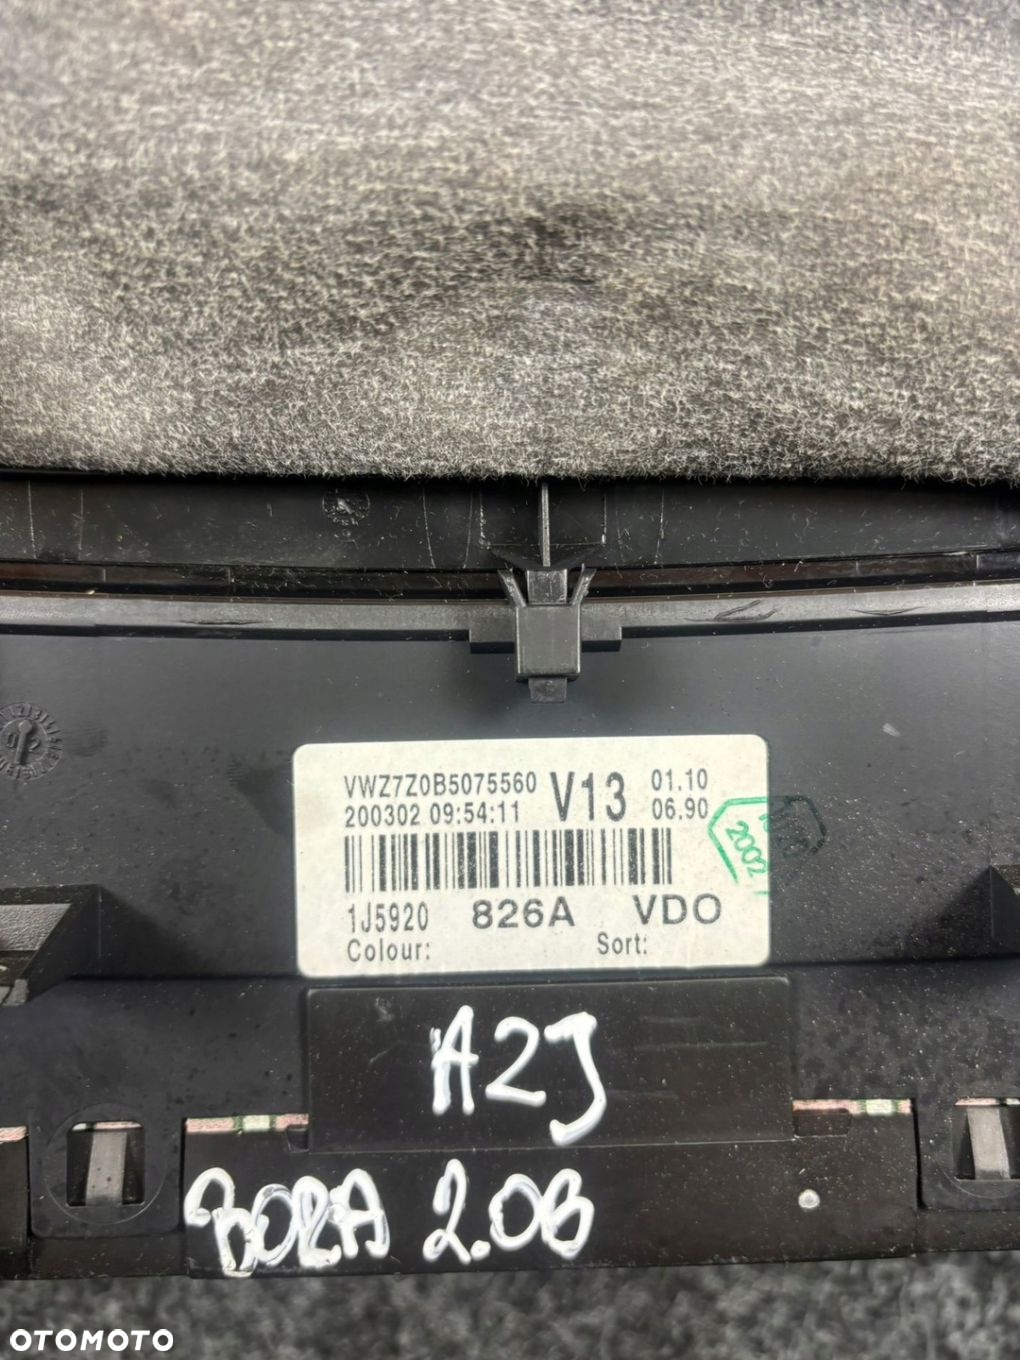 VWZ7Z0B5075560 V13 01.10
200302 09:54:11 06.90
2002
1J5920 826A VDO
Colour: Sort:
A2J
BORA 2.0B
OTOMOTO